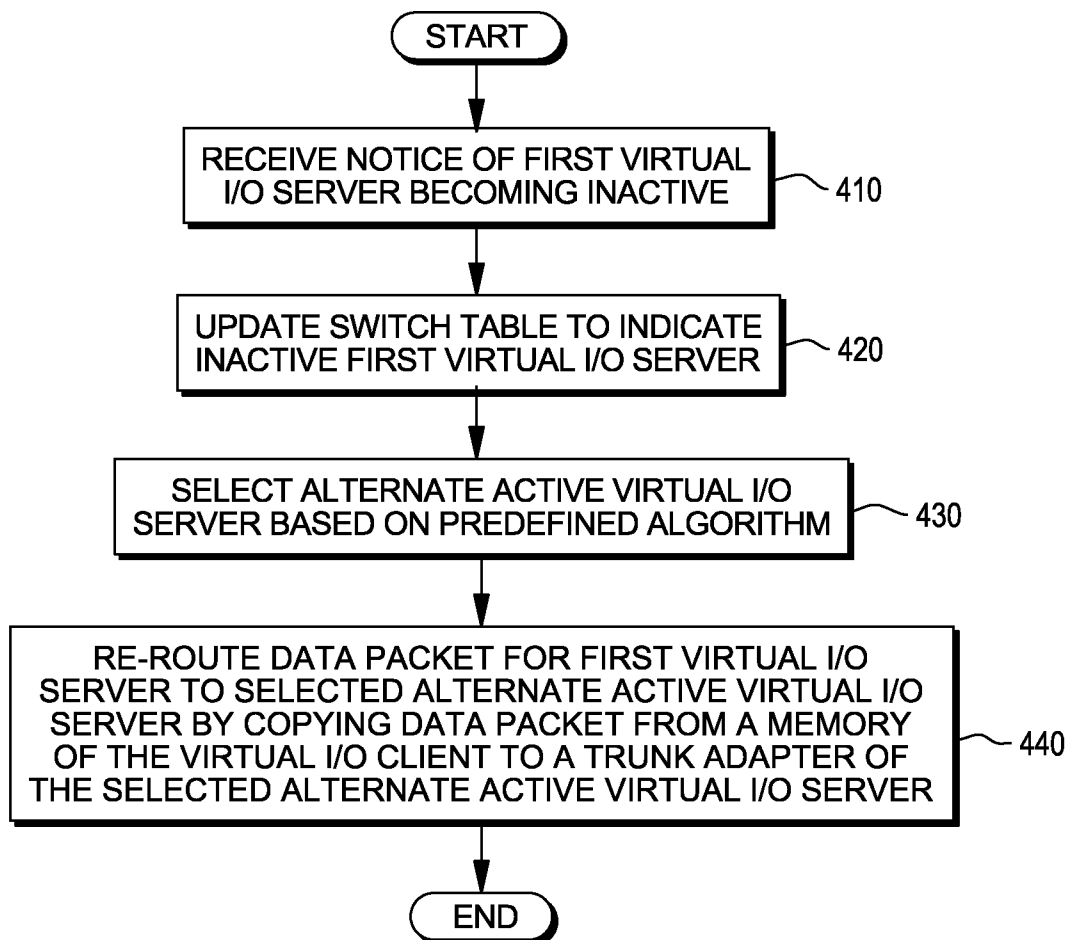 START
RECEIVE NOTICE OF FIRST VIRTUAL
I/O SERVER BECOMING INACTIVE
410
UPDATE SWITCH TABLE TO INDICATE
INACTIVE FIRST VIRTUAL I/O SERVER
420
SELECT ALTERNATE ACTIVE VIRTUAL I/O
SERVER BASED ON PREDEFINED ALGORITHM
430
RE-ROUTE DATA PACKET FOR FIRST VIRTUAL I/O
SERVER TO SELECTED ALTERNATE ACTIVE VIRTUAL I/O
SERVER BY COPYING DATA PACKET FROM A MEMORY
OF THE VIRTUAL I/O CLIENT TO A TRUNK ADAPTER OF
THE SELECTED ALTERNATE ACTIVE VIRTUAL I/O SERVER
440
END